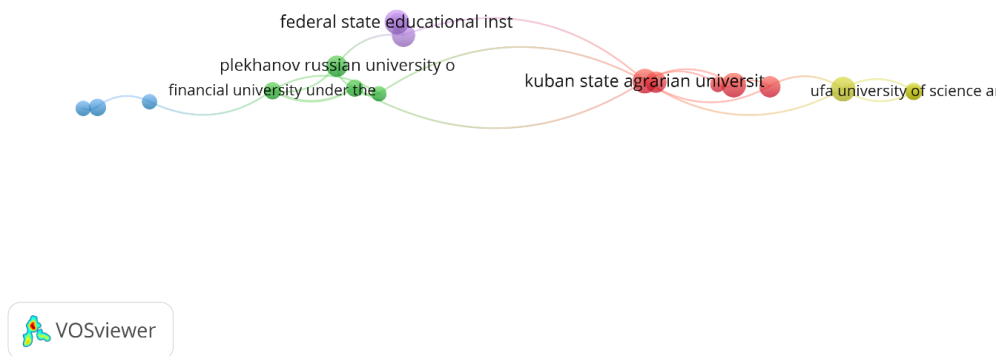 federal state educational inst
plekhanov russian university o
kuban state agrarian universit
financial university under the
ufa university of science a
VOSviewer